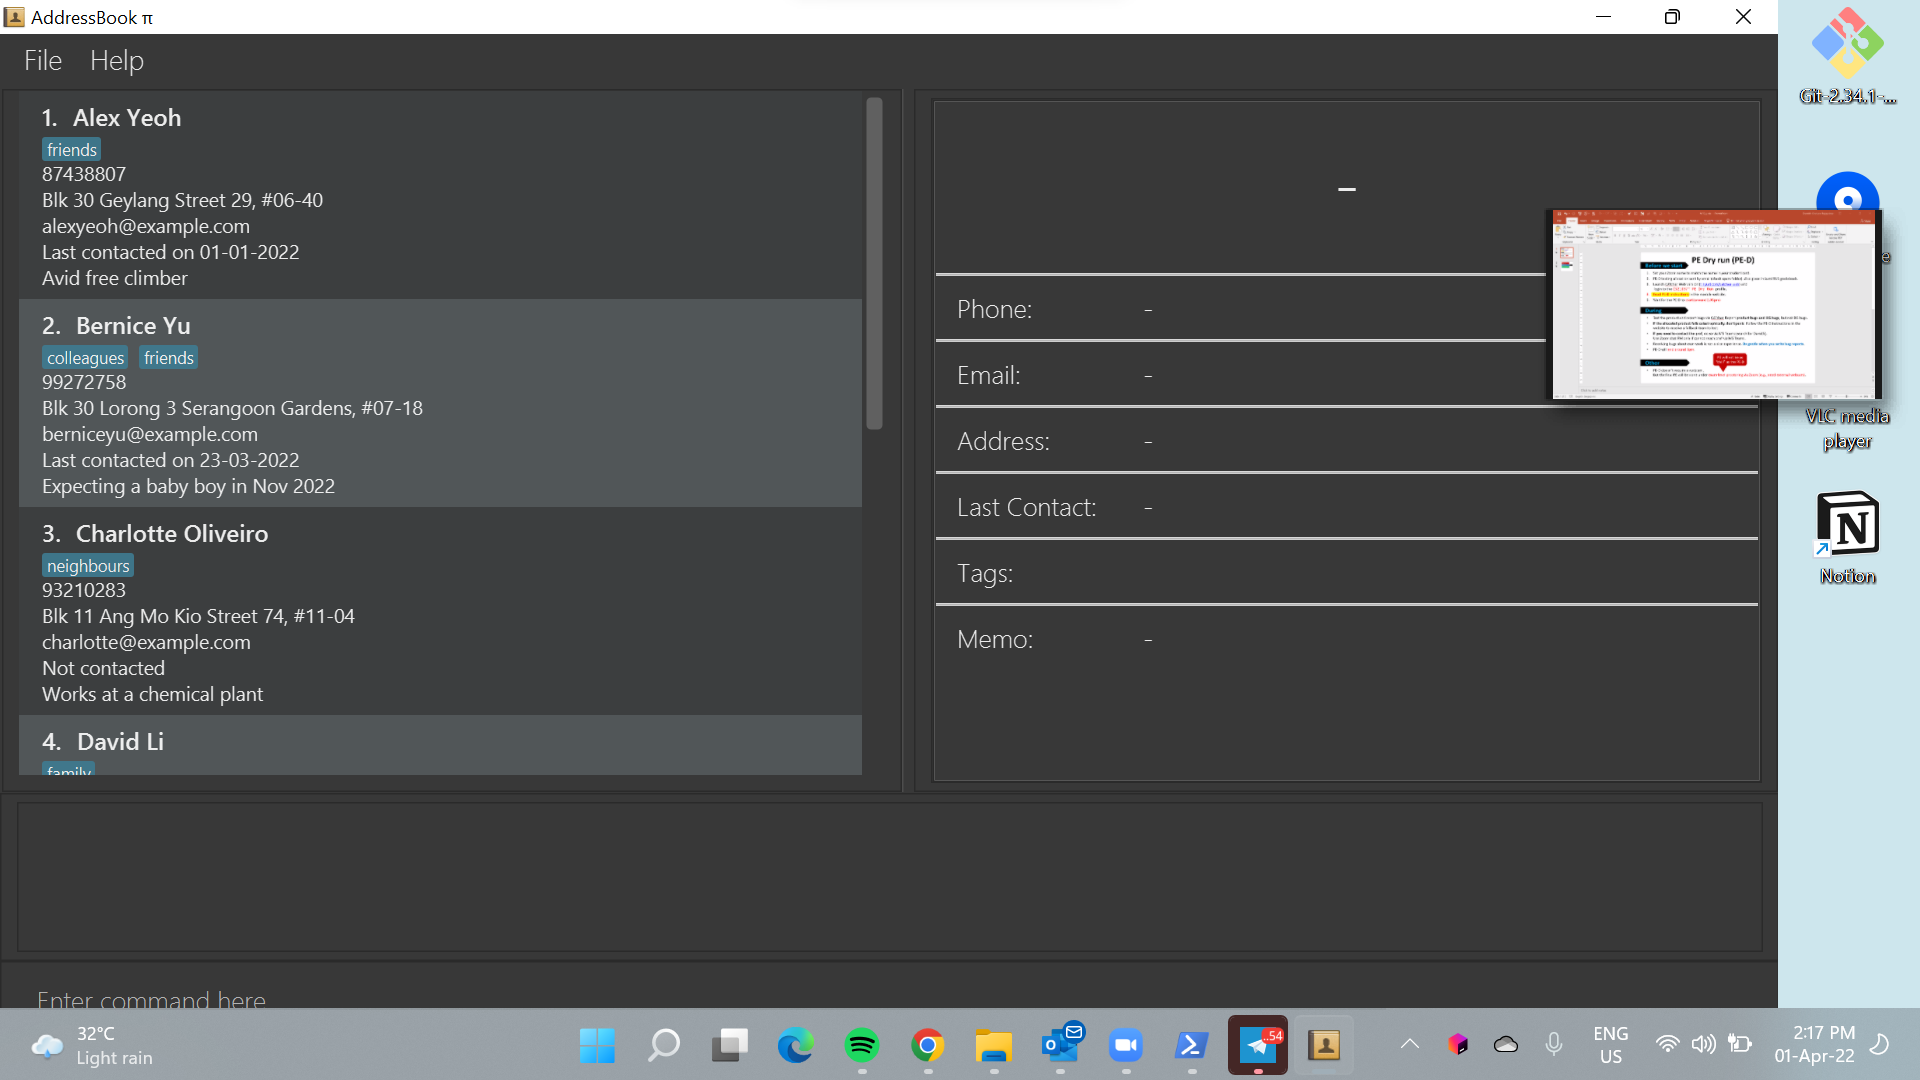 AddressBook π
File Help
1. Alex Yeoh
friends
87438807
Blk 30 Geylang Street 29, #06-40
alexyeoh@example.com
Last contacted on 01-01-2022
Avid free climber
2. Bernice Yu
colleagues friends
99272758
Blk 30 Lorong 3 Serangoon Gardens, #07-18
berniceyu@example.com
Last contacted on 23-03-2022
Expecting a baby boy in Nov 2022
3. Charlotte Oliveiro
neighbours
93210283
Blk 11 Ang Mo Kio Street 74, #11-04
charlotte@example.com
Not contacted
Works at a chemical plant
4. David Li
family
–
Phone: -
Email: -
Address: -
Last Contact: -
Tags:
Memo: -
Enter command here
Git-2.34.1-...
PE Dry run (PE-D)
Before we start
During
Other
VLC media
player
Notion
32°C
Light rain
..54
ENG
US
2:17 PM
01-Apr-22